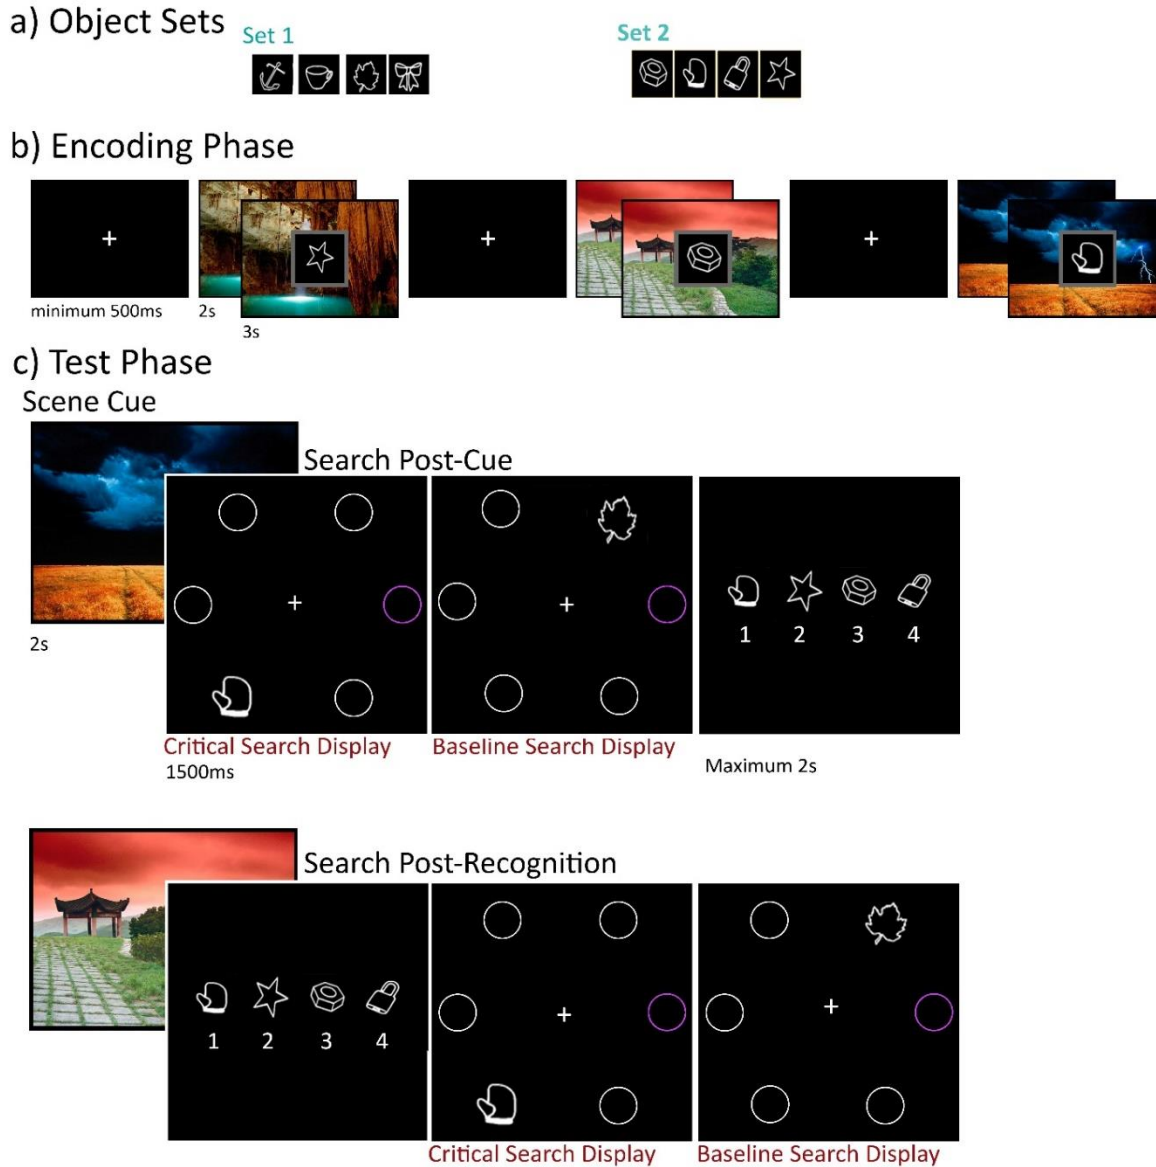 a) Object Sets
Set 1
Set 2
b) Encoding Phase
minimum 500ms
2s
3s
c) Test Phase
Scene Cue
Search Post-Cue
1 2 3 4
2s
Critical Search Display
Baseline Search Display
1500ms
Maximum 2s
Search Post-Recognition
1 2 3 4
Critical Search Display
Baseline Search Display